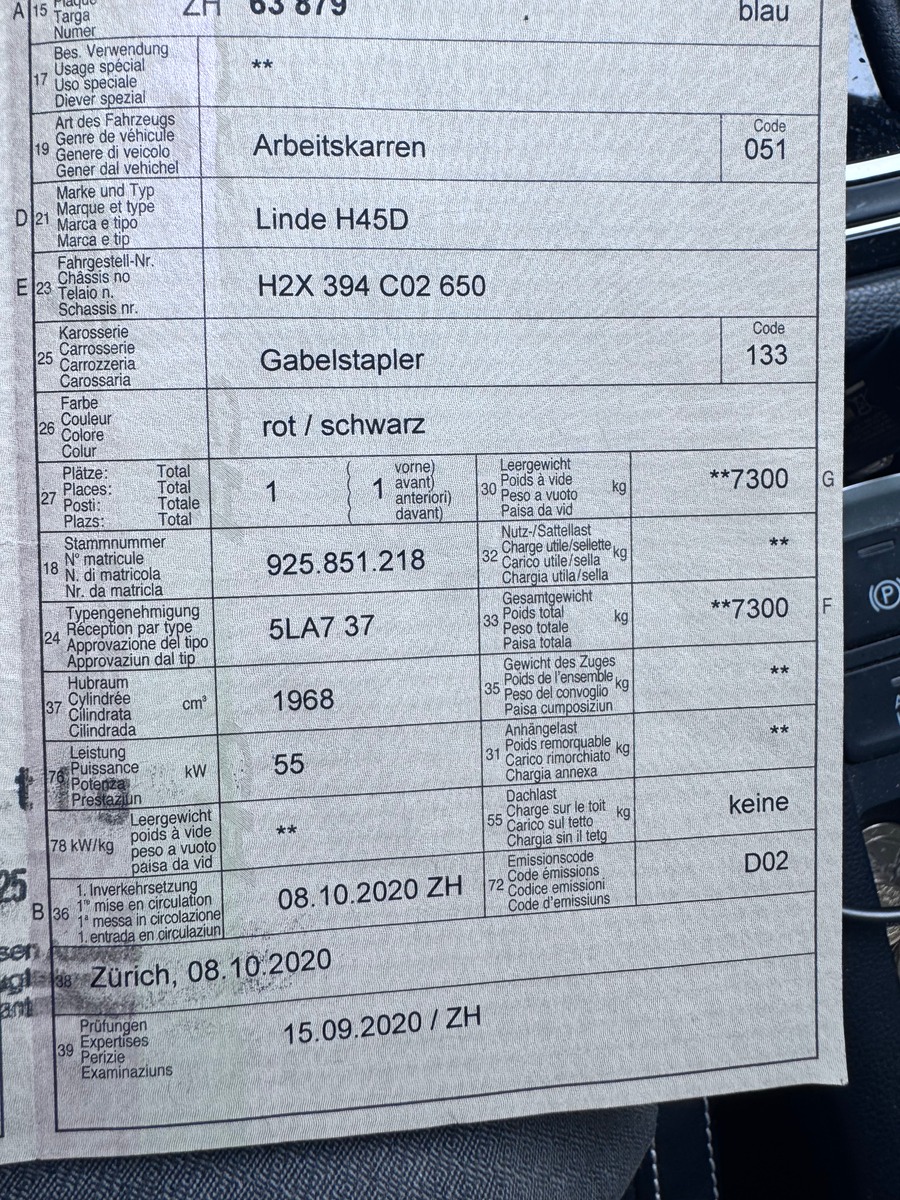 A 15 Plaque ZH 63 879 blau
Targa
Numer
17 Bes. Verwendung
Usage spécial
Uso speciale
Diever spezial
**
19 Art des Fahrzeugs
Genre de véhicule
Genere di veicolo
Gener dal vehichel
Arbeitskarren
Code
051
D 21 Marke und Typ
Marque et type
Marca e tipo
Marca e tip
Linde H45D
E 23 Fahrgestell-Nr.
Châssis no
Telaio n.
Schassis nr.
H2X 394 C02 650
25 Karosserie
Carrosserie
Carrozzeria
Carossaria
Gabelstapler
Code
133
26 Farbe
Couleur
Colore
Colur
rot / schwarz
27 Plätze: Total
Places: Total
Posti: Totale
Plazs: Total
1 ( 1 vorne)
avant)
anteriori)
davant)
30 Leergewicht
Poids à vide
Peso a vuoto
Paisa da vid
kg
**7300 G
18 Stammnummer
N° matricule
N. di matricola
Nr. da matricla
925.851.218
32 Nutz-/Sattellast
Charge utile/sellette
Carico utile/sella
Chargia utila/sella
kg
**
24 Typengenehmigung
Réception par type
Approvazione del tipo
Approvaziun dal tip
5LA7 37
33 Gesamtgewicht
Poids total
Peso totale
Paisa totala
kg
**7300 F
37 Hubraum
Cylindrée
Cilindrata
Cilindrada
cm³
1968
35 Gewicht des Zuges
Poids de l'ensemble
Peso del convoglio
Paisa cumposiziun
kg
**
76 Leistung
Puissance
Potenza
Prestaziun
kW
55
31 Anhängelast
Poids remorquable
Carico rimorchiato
Chargia annexa
kg
**
78 kW/kg Leergewicht
poids à vide
peso a vuoto
paisa da vid
**
55 Dachlast
Charge sur le toit
Carico sul tetto
Chargia sin il tetg
kg
keine
B 36 1. Inverkehrsetzung
1re mise en circulation
1a messa in circolazione
1. entrada en circulaziun
08.10.2020 ZH
72 Emissionscode
Code émissions
Codice emissioni
Code d'emissiuns
D02
38 Zürich, 08.10.2020
39 Prüfungen
Expertises
Perizie
Examinaziuns
15.09.2020 / ZH
25
P